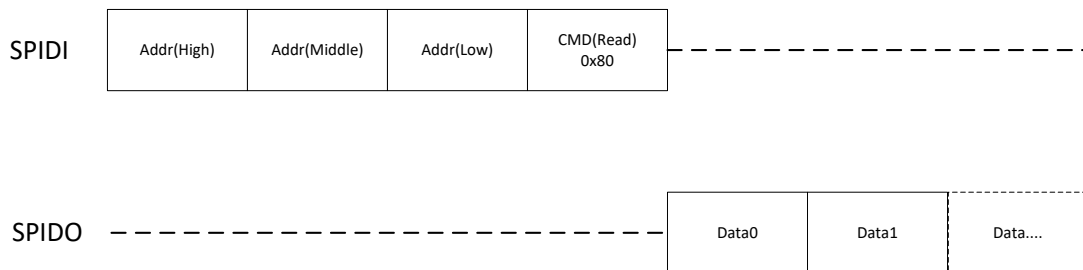 SPIDI
Addr(High)
Addr(Middle)
Addr(Low)
CMD(Read)
0x80
SPIDO
Data0
Data1
Data....